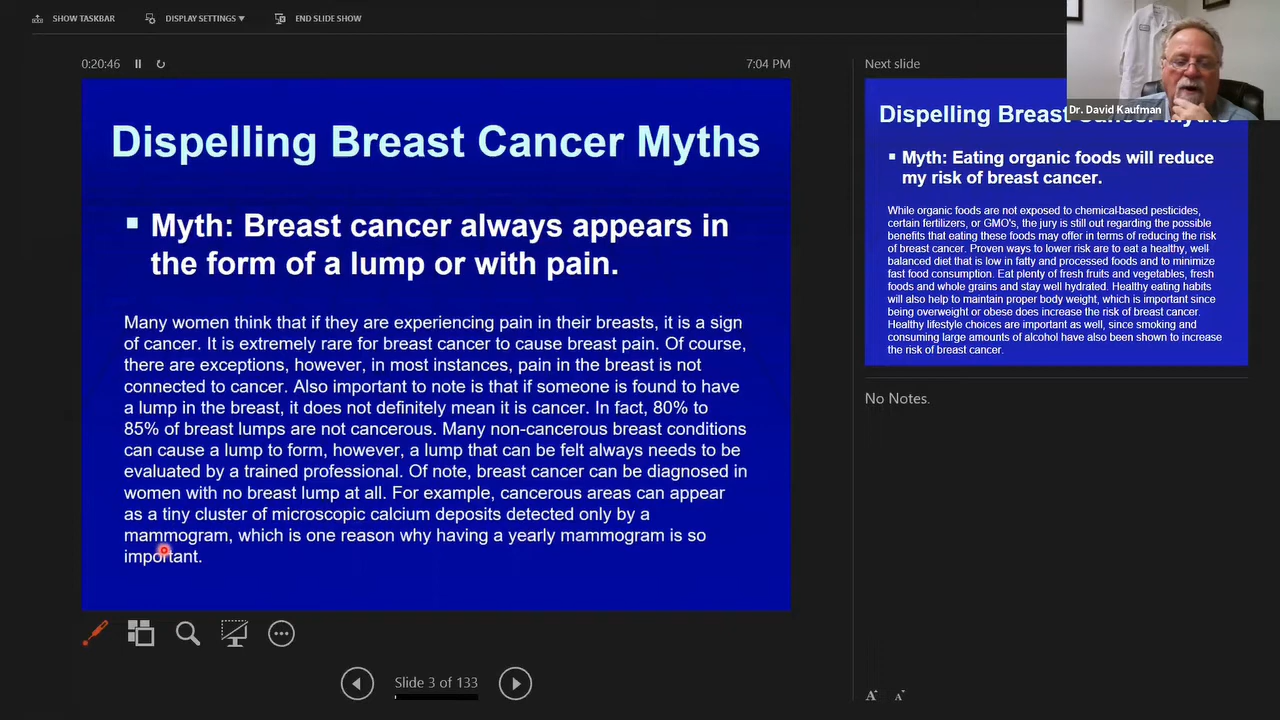 SHOW TASKBAR
DISPLAY SETTINGS ▼
END SLIDE SHOW
0:20:46
7:04 PM
Dispelling Breast Cancer Myths
▪ Myth: Breast cancer always appears in
the form of a lump or with pain.
Many women think that if they are experiencing pain in their breasts, it is a sign
of cancer. It is extremely rare for breast cancer to cause breast pain. Of course,
there are exceptions, however, in most instances, pain in the breast is not
connected to cancer. Also important to note is that if someone is found to have
a lump in the breast, it does not definitely mean it is cancer. In fact, 80% to
85% of breast lumps are not cancerous. Many non-cancerous breast conditions
can cause a lump to form, however, a lump that can be felt always needs to be
evaluated by a trained professional. Of note, breast cancer can be diagnosed in
women with no breast lump at all. For example, cancerous areas can appear
as a tiny cluster of microscopic calcium deposits detected only by a
mammogram, which is one reason why having a yearly mammogram is so
important.
Slide 3 of 133
Next slide
Dr. David Kaufman
Dispelling Breast Cancer Myths
▪ Myth: Eating organic foods will reduce
my risk of breast cancer.
While organic foods are not exposed to chemical-based pesticides,
certain fertilizers, or GMO's, the jury is still out regarding the possible
benefits that eating these foods may offer in terms of reducing the risk
of breast cancer. Proven ways to lower risk are to eat a healthy, well
balanced diet that is low in fatty and processed foods and to minimize
fast food consumption. Eat plenty of fresh fruits and vegetables, fresh
foods and whole grains and stay well hydrated. Healthy eating habits
will also help to maintain proper body weight, which is important since
being overweight or obese does increase the risk of breast cancer.
Healthy lifestyle choices are important as well, since smoking and
consuming large amounts of alcohol have also been shown to increase
the risk of breast cancer.
No Notes.
A A